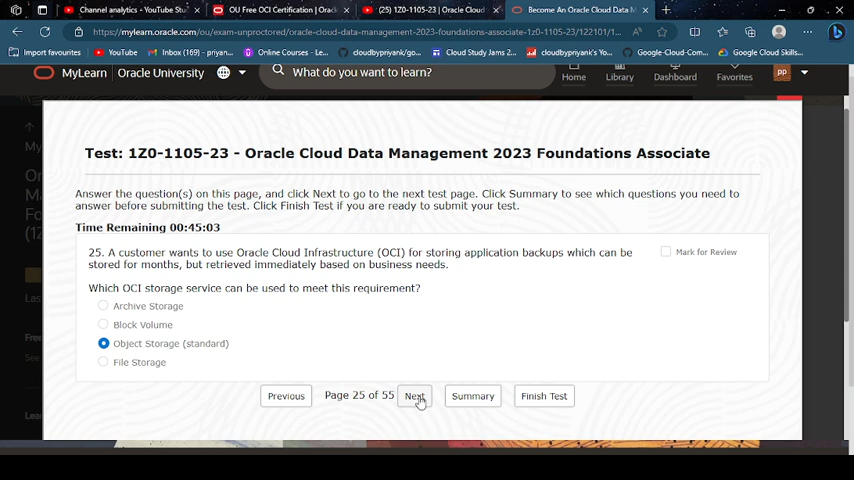 Channel analytics - YouTube Stu
OU Free OCI Certification | Orac
(25) 1Z0-1105-23 | Oracle Cloud
Become An Oracle Cloud Data M
https://mylearn.oracle.com/ou/exam-unproctored/oracle-cloud-data-management-2023-foundations-associate-1z0-1105-23/122101/1...
Import favourites YouTube Inbox (169) - priyan... Online Courses - Le... cloudbypriyank/go... Cloud Study Jams 2... cloudbypriyank's Yo... Google-Cloud-Com... Google Cloud Skills...
MyLearn Oracle University What do you want to learn? Home Library Dashboard Favorites PP
Test: 1Z0-1105-23 - Oracle Cloud Data Management 2023 Foundations Associate
Answer the question(s) on this page, and click Next to go to the next test page. Click Summary to see which questions you need to
answer before submitting the test. Click Finish Test if you are ready to submit your test.
Time Remaining 00:45:03
25. A customer wants to use Oracle Cloud Infrastructure (OCI) for storing application backups which can be
stored for months, but retrieved immediately based on business needs.
Mark for Review
Which OCI storage service can be used to meet this requirement?
Archive Storage
Block Volume
Object Storage (standard)
File Storage
Previous Page 25 of 55 Next Summary Finish Test